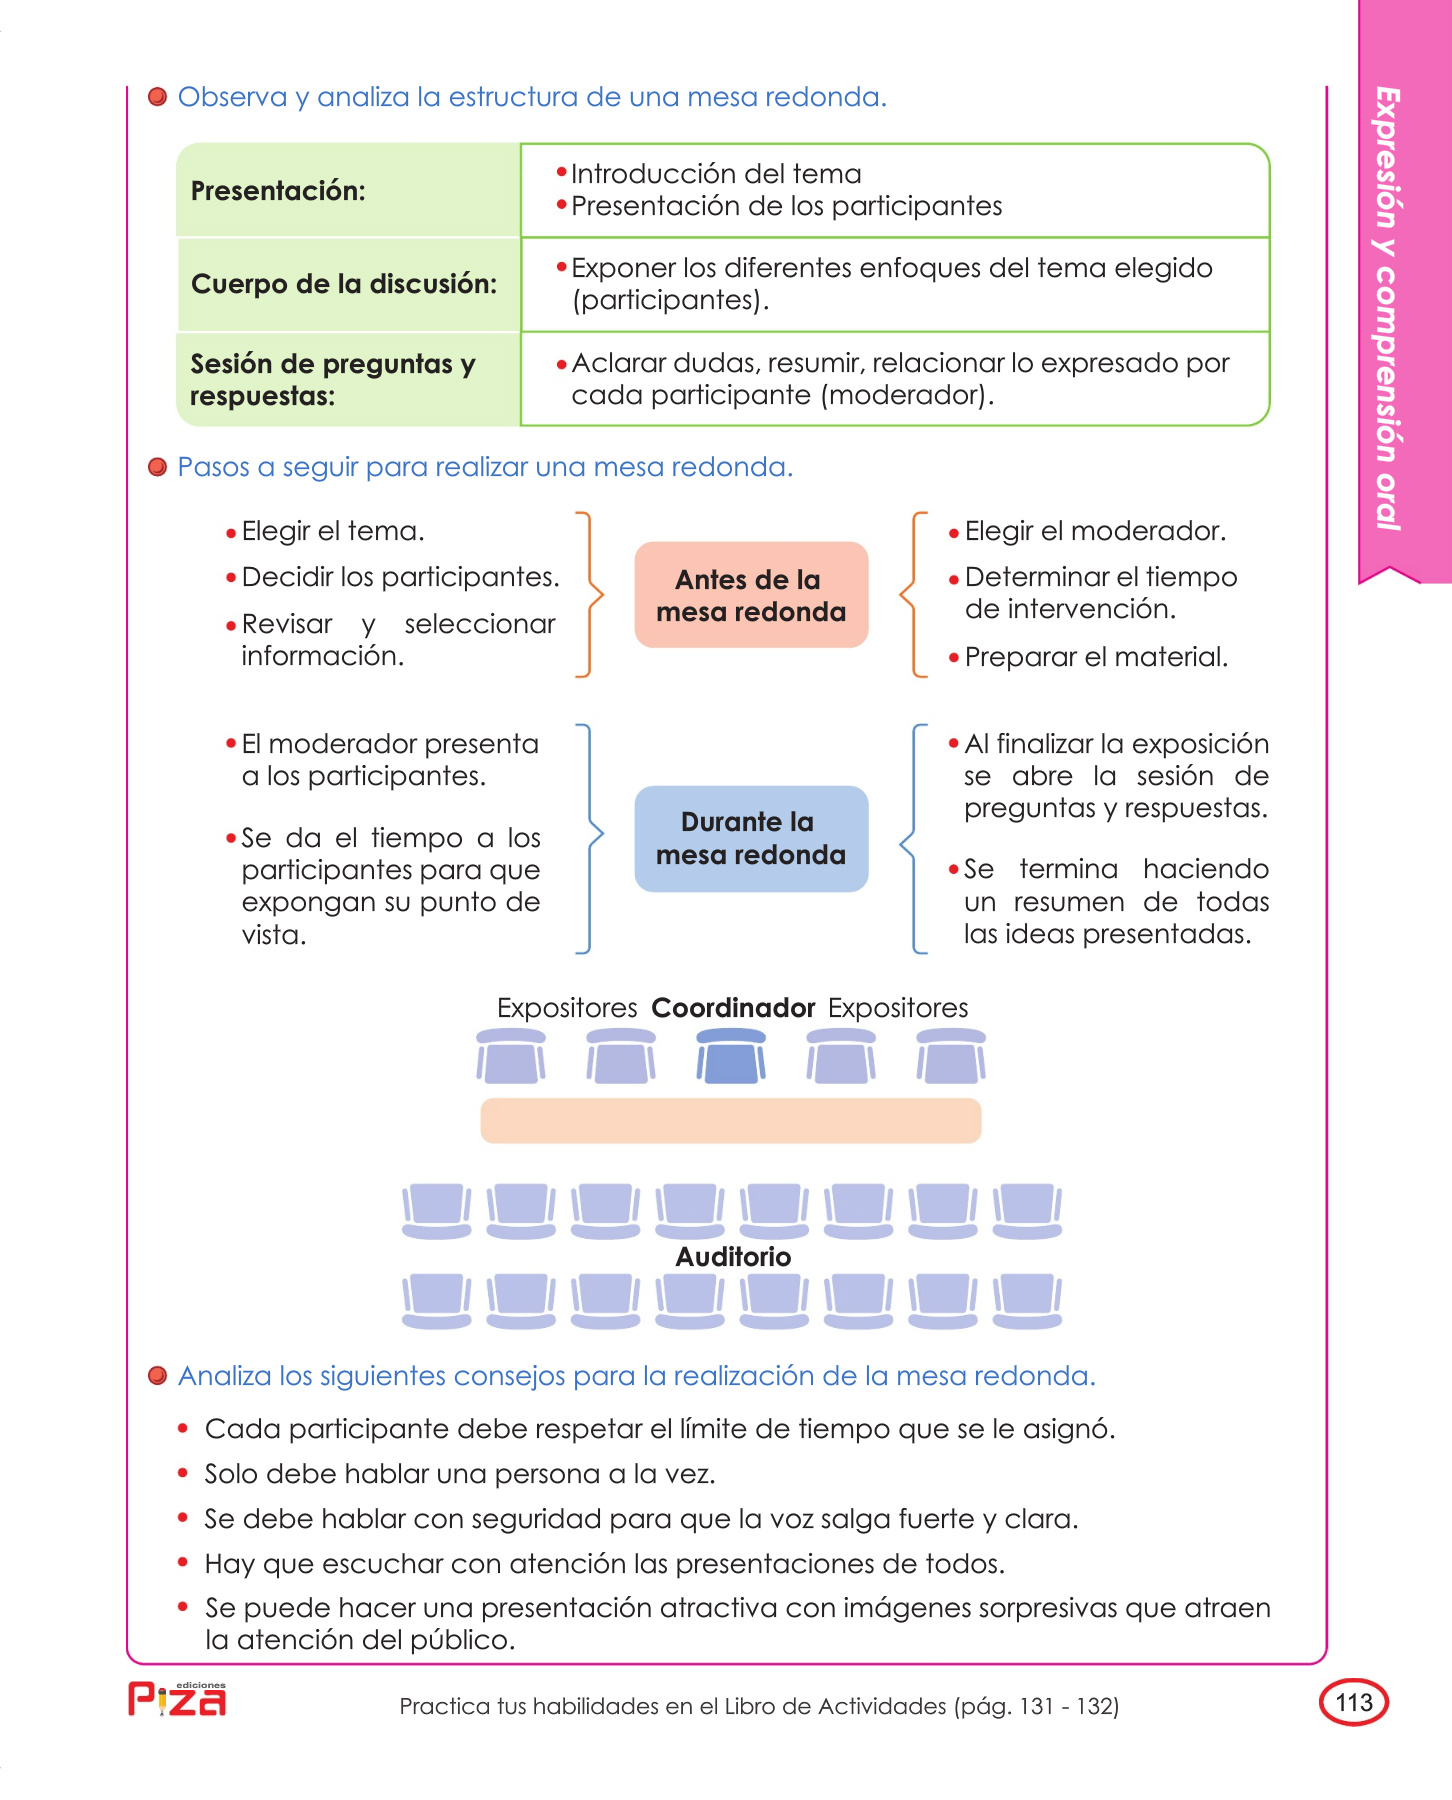 Observa y analiza la estructura de una mesa redonda.
Presentación:
•Introducción del tema
•Presentación de los participantes
Cuerpo de la discusión:
•Exponer los diferentes enfoques del tema elegido
(participantes).
Sesión de preguntas y
respuestas:
•Aclarar dudas, resumir, relacionar lo expresado por
cada participante (moderador).
Pasos a seguir para realizar una mesa redonda.
•Elegir el tema.
•Decidir los participantes.
•Revisar y seleccionar
información.
Antes de la
mesa redonda
•Elegir el moderador.
•Determinar el tiempo
de intervención.
•Preparar el material.
•El moderador presenta
a los participantes.
•Se da el tiempo a los
participantes para que
expongan su punto de
vista.
Durante la
mesa redonda
•Al finalizar la exposición
se abre la sesión de
preguntas y respuestas.
•Se termina haciendo
un resumen de todas
las ideas presentadas.
Expositores Coordinador Expositores
Auditorio
Analiza los siguientes consejos para la realización de la mesa redonda.
• Cada participante debe respetar el límite de tiempo que se le asignó.
• Solo debe hablar una persona a la vez.
• Se debe hablar con seguridad para que la voz salga fuerte y clara.
• Hay que escuchar con atención las presentaciones de todos.
• Se puede hacer una presentación atractiva con imágenes sorpresivas que atraen
la atención del público.
Expresión y comprensión oral
ediciones
Piza
Practica tus habilidades en el Libro de Actividades (pág. 131 - 132)
113